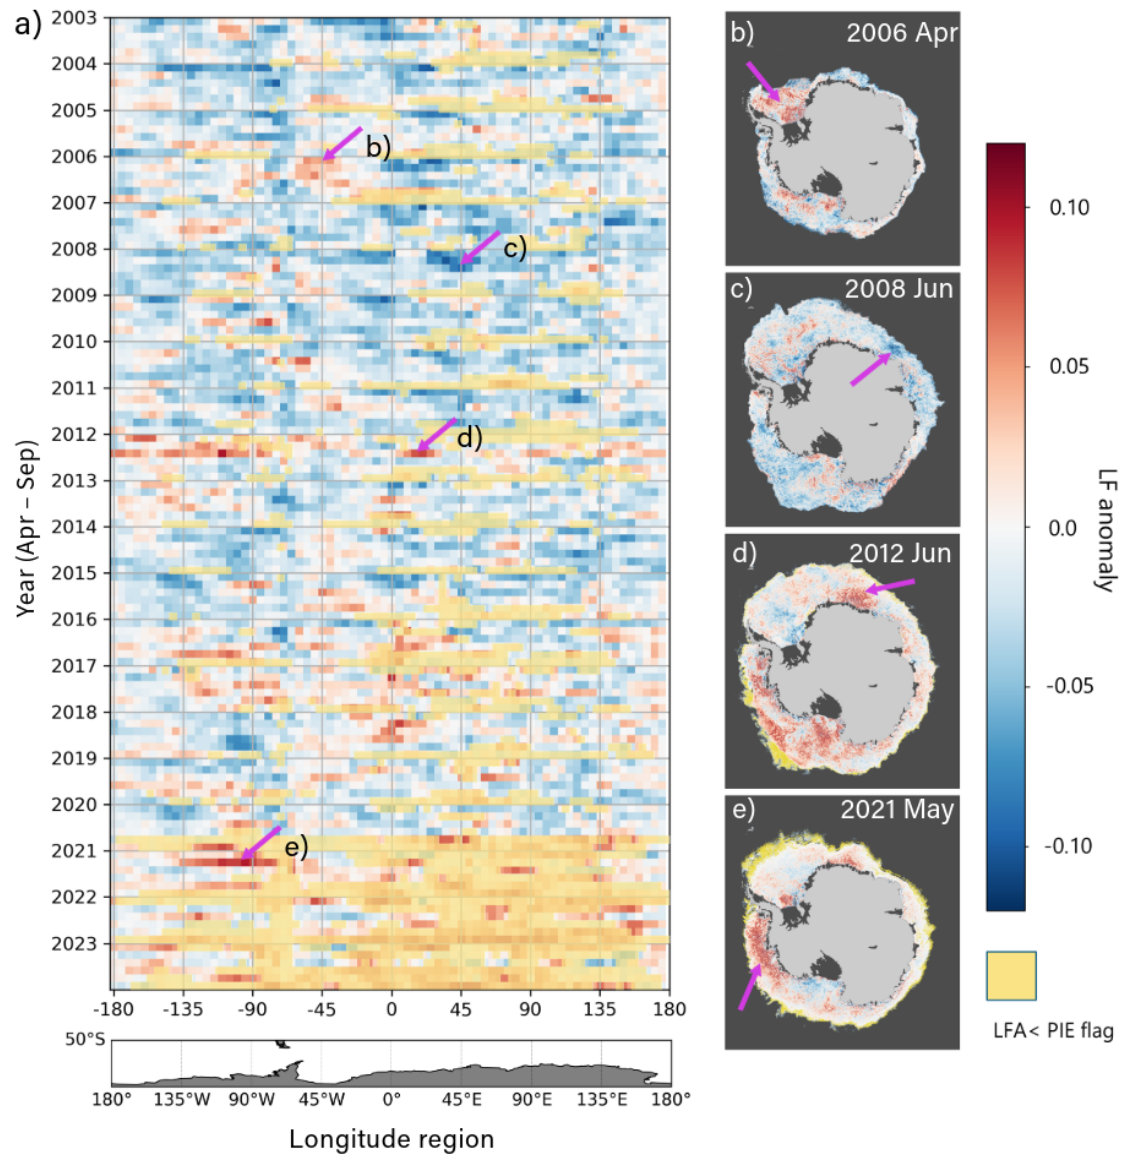 a)
2003
2004
2005
2006
2007
2008
2009
2010
2011
2012
2013
2014
2015
2016
2017
2018
2019
2020
2021
2022
2023
Year (Apr – Sep)
b)
c)
d)
e)
-180 -135 -90 -45 0 45 90 135 180
50°S
180° 135°W 90°W 45°W 0° 45°E 90°E 135°E 180°
Longitude region
b) 2006 Apr
c) 2008 Jun
d) 2012 Jun
e) 2021 May
0.10
0.05
0.0
-0.05
-0.10
LF anomaly
LFA< PIE flag